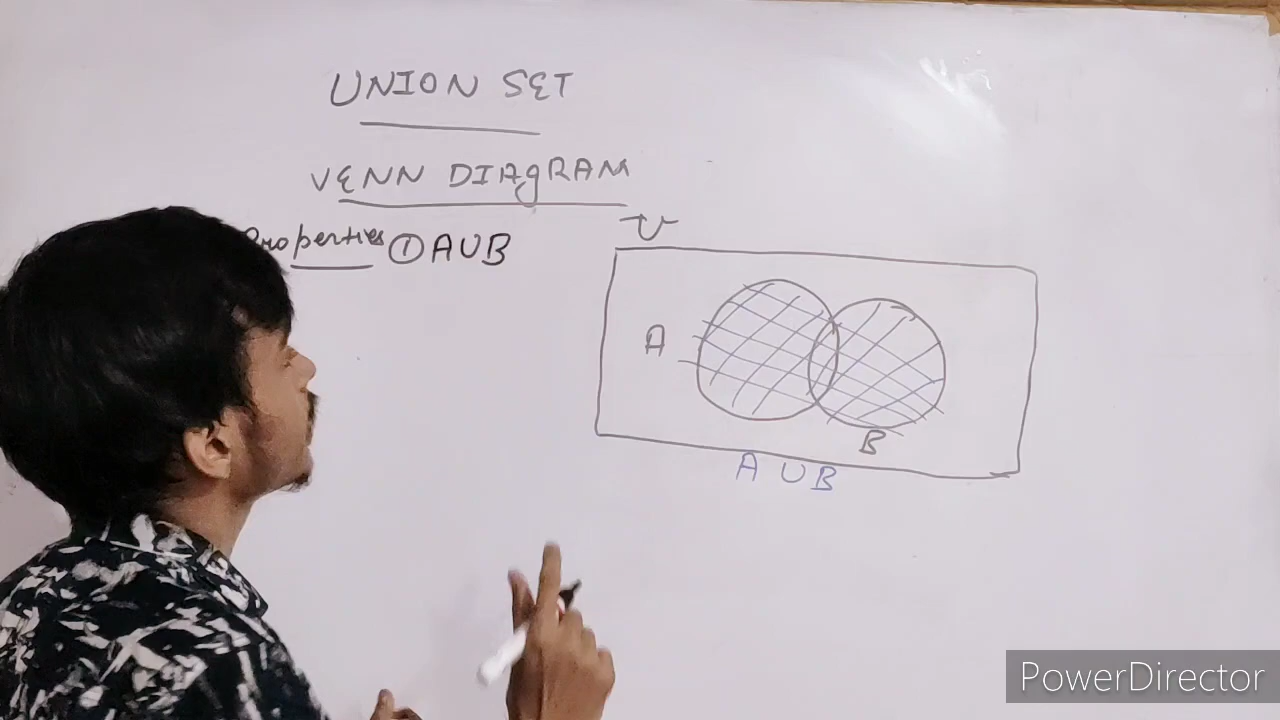 UNION SET
VENN DIAgRAM
Properties ① AUB
U
A
B
A U B
PowerDirector